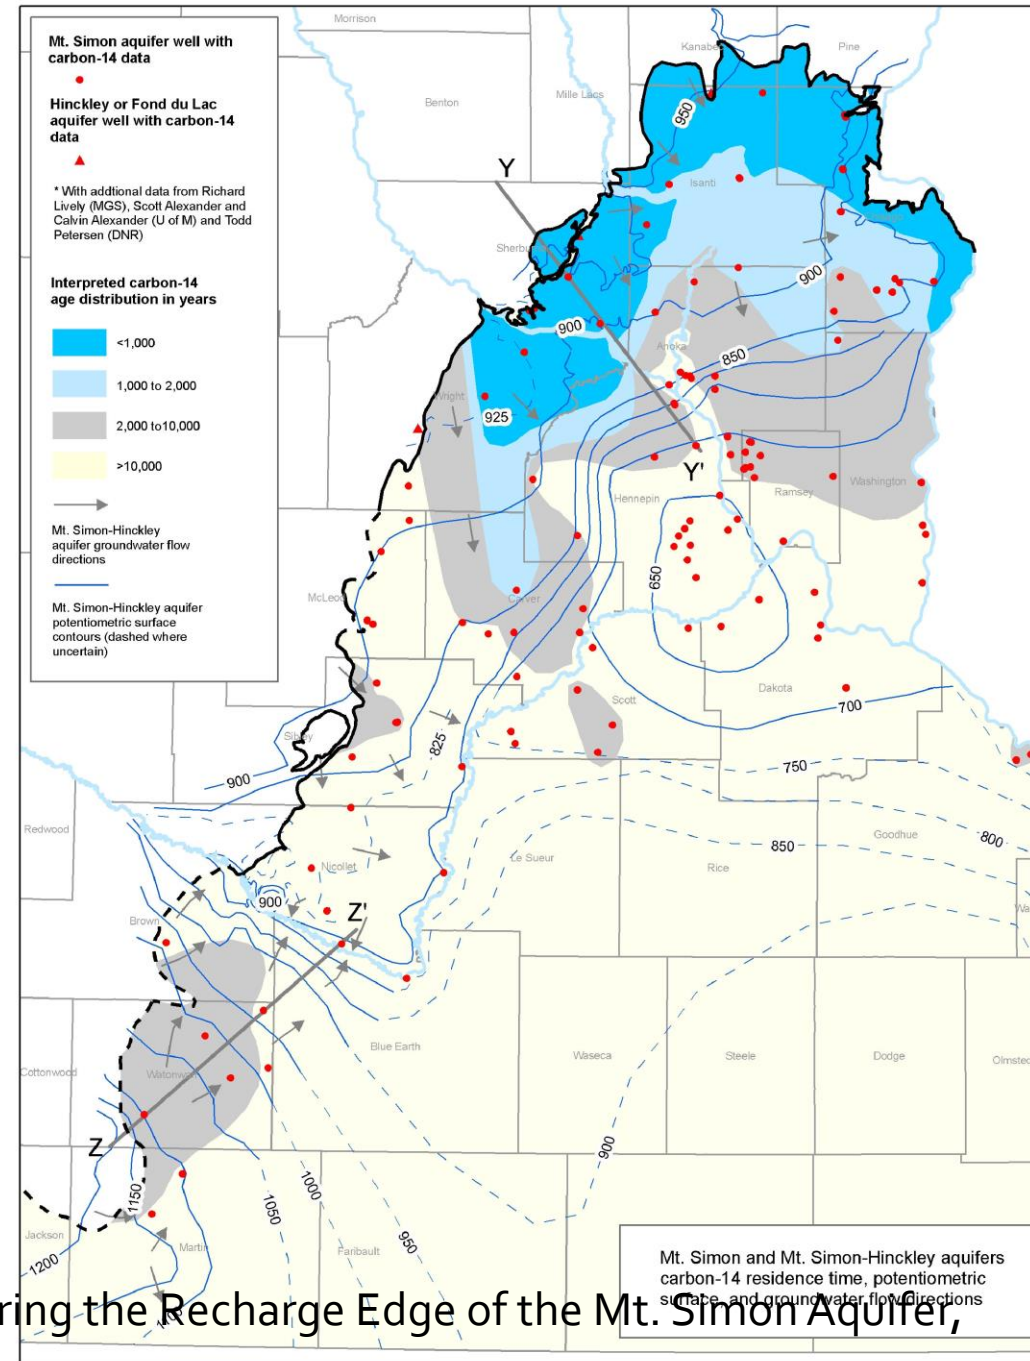 Mt. Simon aquifer well with
carbon-14 data
Hinckley or Fond du Lac
aquifer well with carbon-14
data
* With addtional data from Richard
Lively (MGS), Scott Alexander and
Calvin Alexander (U of M) and Todd
Petersen (DNR)
Interpreted carbon-14
age distribution in years
<1,000
1,000 to 2,000
2,000 to10,000
>10,000
Mt. Simon-Hinckley
aquifer groundwater flow
directions
Mt. Simon-Hinckley aquifer
potentiometric surface
contours (dashed where
uncertain)
Morrison
Kanabec
Pine
Benton
Mille Lacs
950
Y
Isanti
900
900
Anoka
850
Wright
925
Y'
Hennepin
Ramsey
Washington
650
McLeod
Carver
Scott
Dakota
700
Sibley
825
900
750
Redwood
Goodhue
800
850
Nicollet
Le Sueur
Rice
900
Z'
Brown
Blue Earth
Waseca
Steele
Dodge
Olmsted
Cottonwood
Watonwan
Z
900
1150
1000
1050
950
Jackson
Martin
Faribault
1200
Mt. Simon and Mt. Simon-Hinckley aquifers
carbon-14 residence time, potentiometric
surface, and groundwater flow directions
ring the Recharge Edge of the Mt. Simon Aquifer,